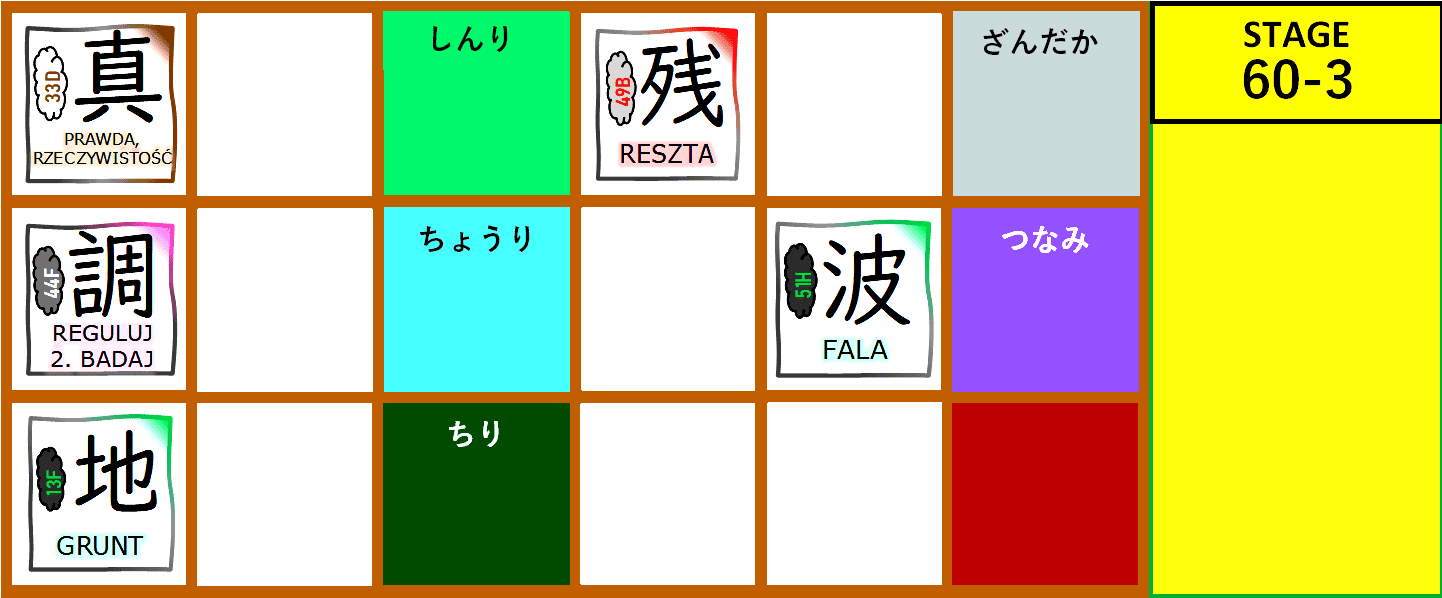 33D
真
PRAWDA,
RZECZYWISTOŚĆ
しんり
49B
残
RESZTA
ざんだか
STAGE
60-3
44F
調
REGULUJ
2. BADAJ
ちょうり
51H
波
FALA
つなみ
13F
地
GRUNT
ちり